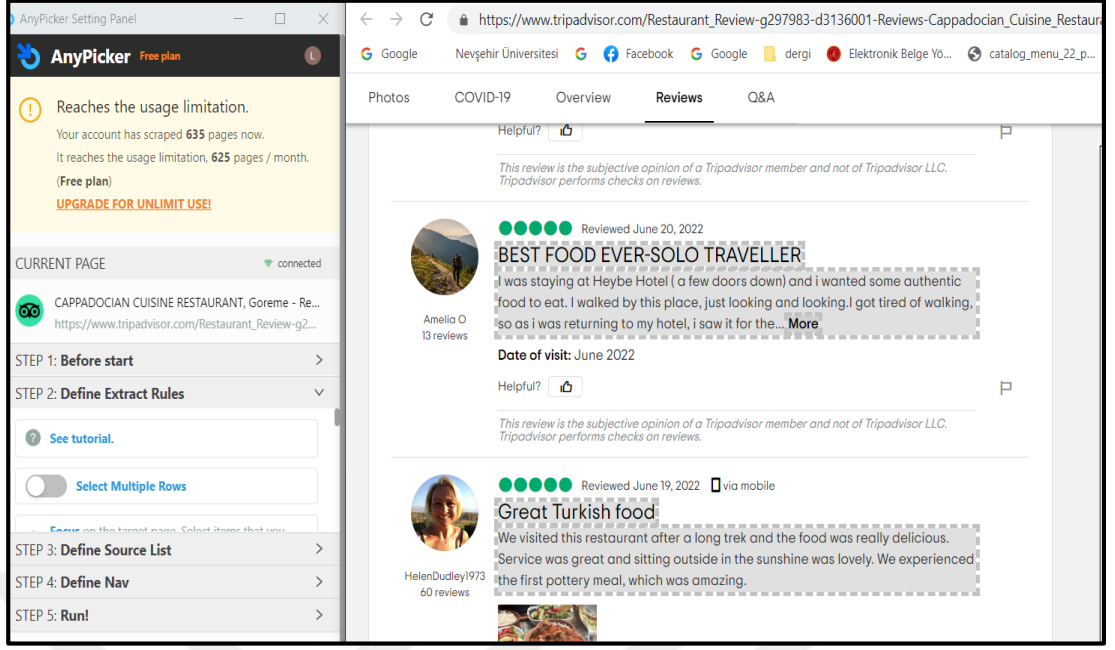 AnyPicker Setting Panel
AnyPicker Free plan
L
Reaches the usage limitation.
Your account has scraped 635 pages now.
It reaches the usage limitation, 625 pages / month.
(Free plan)
UPGRADE FOR UNLIMIT USE!
CURRENT PAGE
connected
CAPPADOCIAN CUISINE RESTAURANT, Goreme - Re...
https://www.tripadvisor.com/Restaurant_Review-g2...
STEP 1: Before start
STEP 2: Define Extract Rules
See tutorial.
Select Multiple Rows
Focus on the target page. Select items that you
STEP 3: Define Source List
STEP 4: Define Nav
STEP 5: Run!
https://www.tripadvisor.com/Restaurant_Review-g297983-d3136001-Reviews-Cappadocian_Cuisine_Restaura
Google Nevşehir Üniversitesi Facebook Google dergi Elektronik Belge Yö... catalog_menu_22_p...
Photos COVID-19 Overview Reviews Q&A
Helpful?
This review is the subjective opinion of a Tripadvisor member and not of Tripadvisor LLC.
Tripadvisor performs checks on reviews.
Reviewed June 20, 2022
BEST FOOD EVER-SOLO TRAVELLER
I was staying at Heybe Hotel ( a few doors down) and i wanted some authentic
food to eat. I walked by this place, just looking and looking.I got tired of walking,
so as i was returning to my hotel, i saw it for the... More
Amelia O
13 reviews
Date of visit: June 2022
Helpful?
This review is the subjective opinion of a Tripadvisor member and not of Tripadvisor LLC.
Tripadvisor performs checks on reviews.
Reviewed June 19, 2022 via mobile
Great Turkish food
We visited this restaurant after a long trek and the food was really delicious.
Service was great and sitting outside in the sunshine was lovely. We experienced
the first pottery meal, which was amazing.
HelenDudley1973
60 reviews